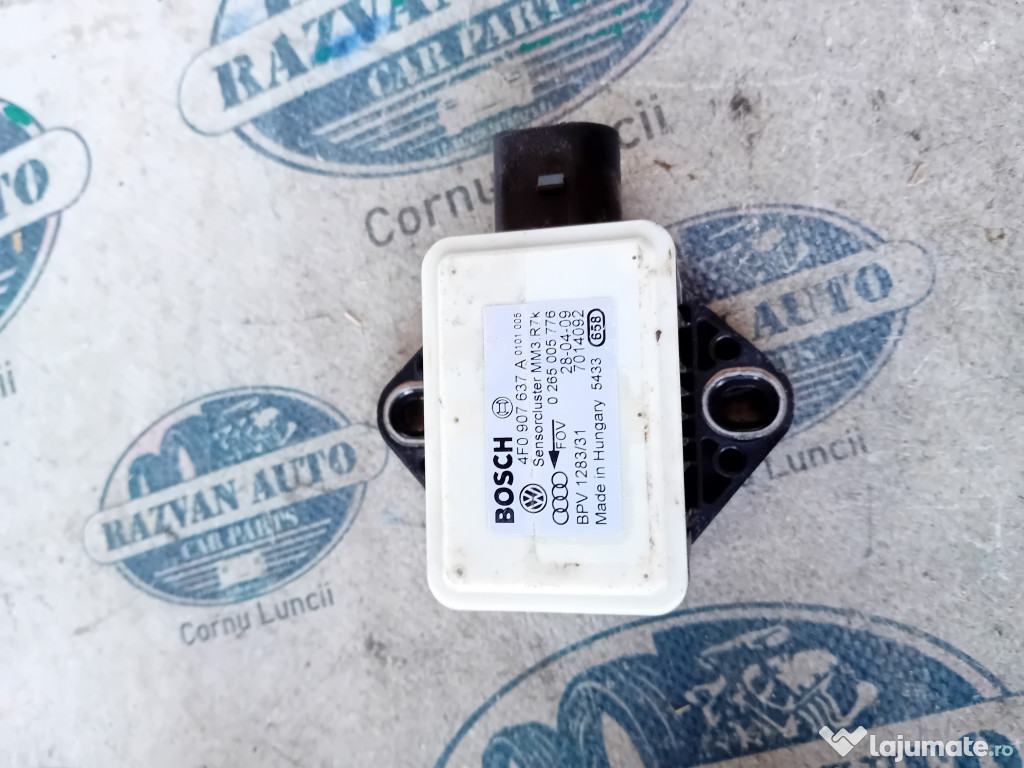 RAZVAN AUTO
CAR PARTS
Cornu Luncii
UTO
BOSCH
4F0 907 637 A 0101 005
Sensorcluster MM3 R7k
FOV 0 265 005 776
28-04-09
BPV 1283/31 7014092
Made in Hungary 5433 658
AUTO
Luncii
RAZVAN AUTO
CAR PARTS
Cornu Luncii
lajumate.ro